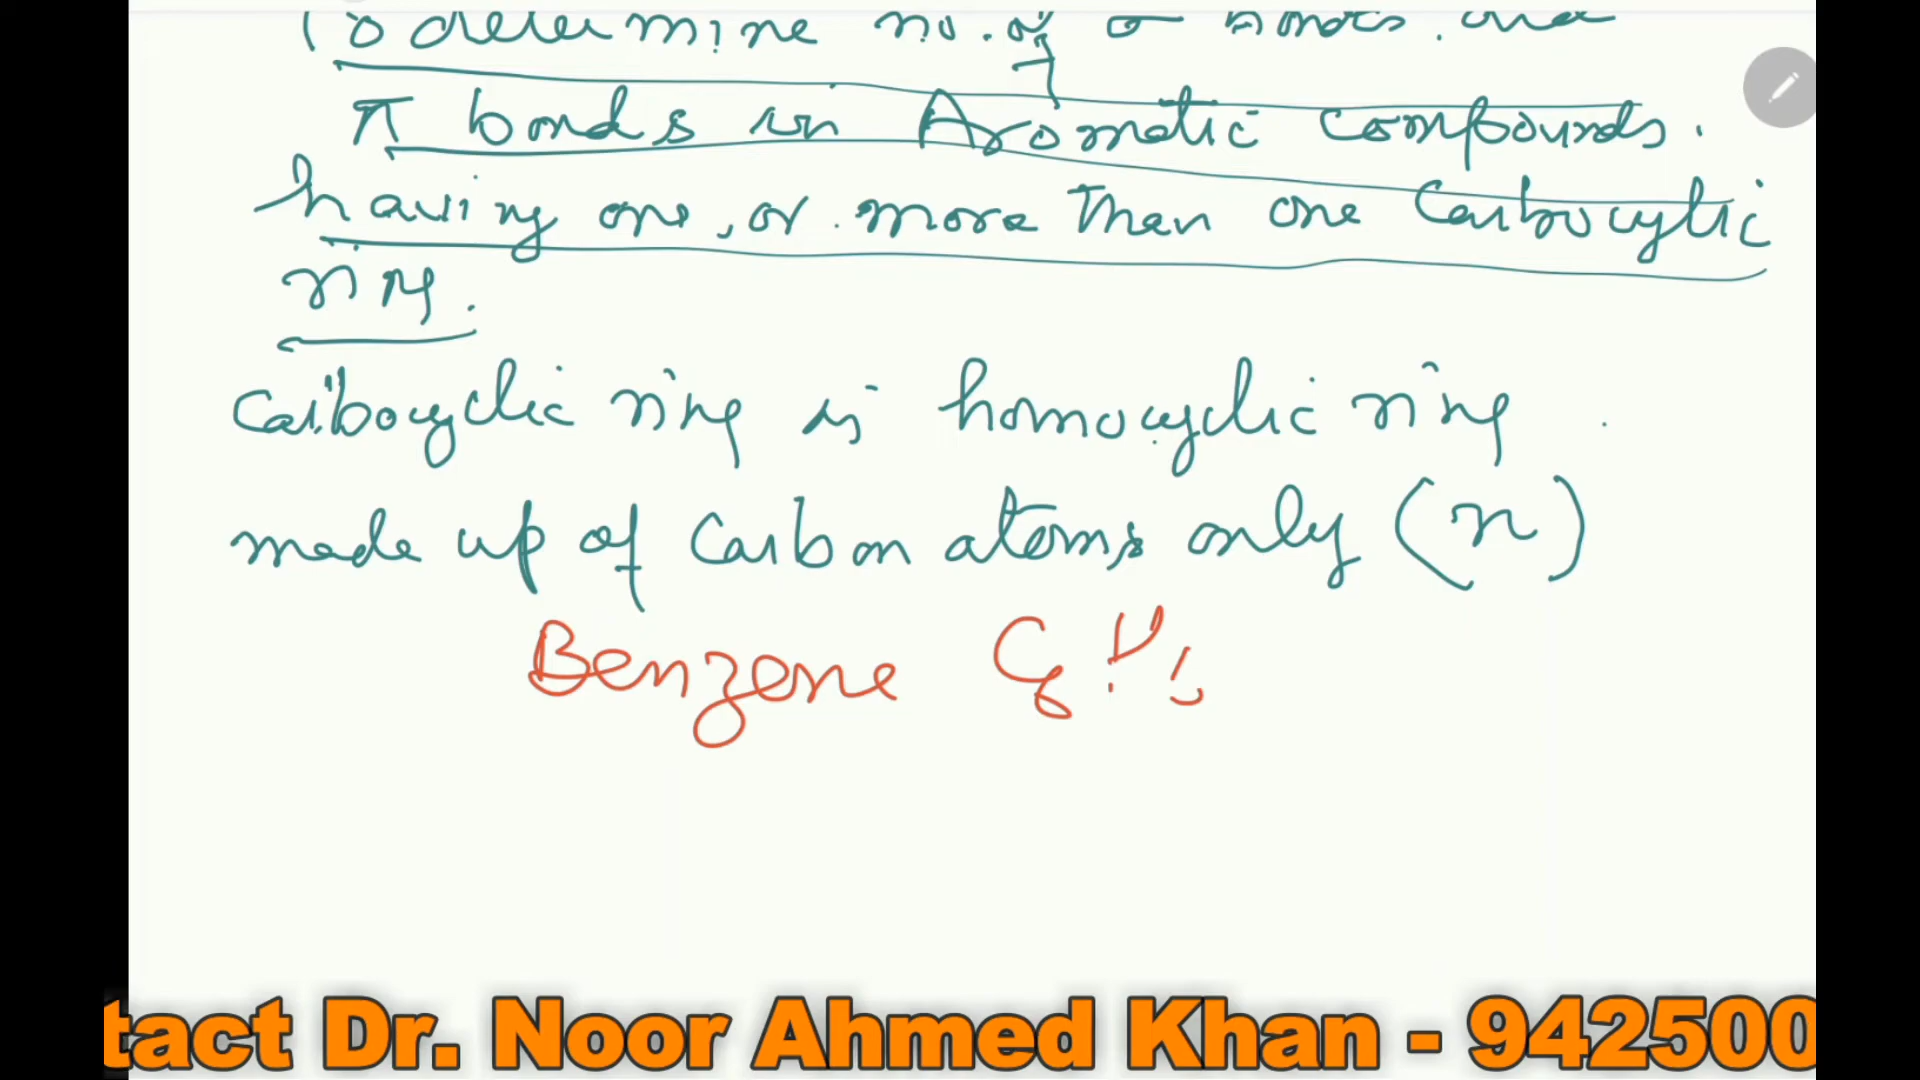 To determine no. of σ bonds and
π bonds in Aromatic compounds.
having one, or more than one Carbocyclic
ring.
Carbocyclic ring is homocyclic ring
made up of Carbon atoms only (n)
Benzene C6H6
tact Dr. Noor Ahmed Khan - 942500